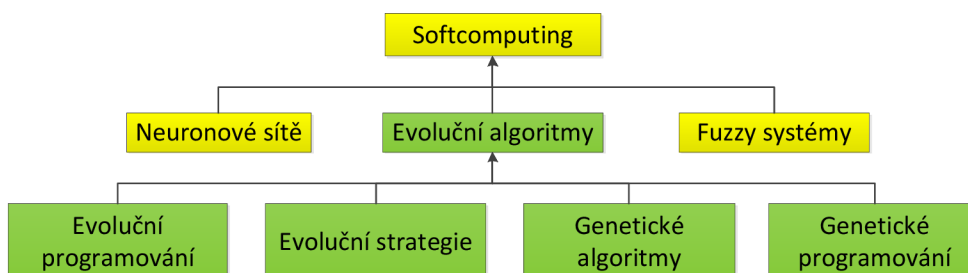 Softcomputing
Neuronové sítě
Evoluční algoritmy
Fuzzy systémy
Evoluční
programování
Evoluční strategie
Genetické
algoritmy
Genetické
programování